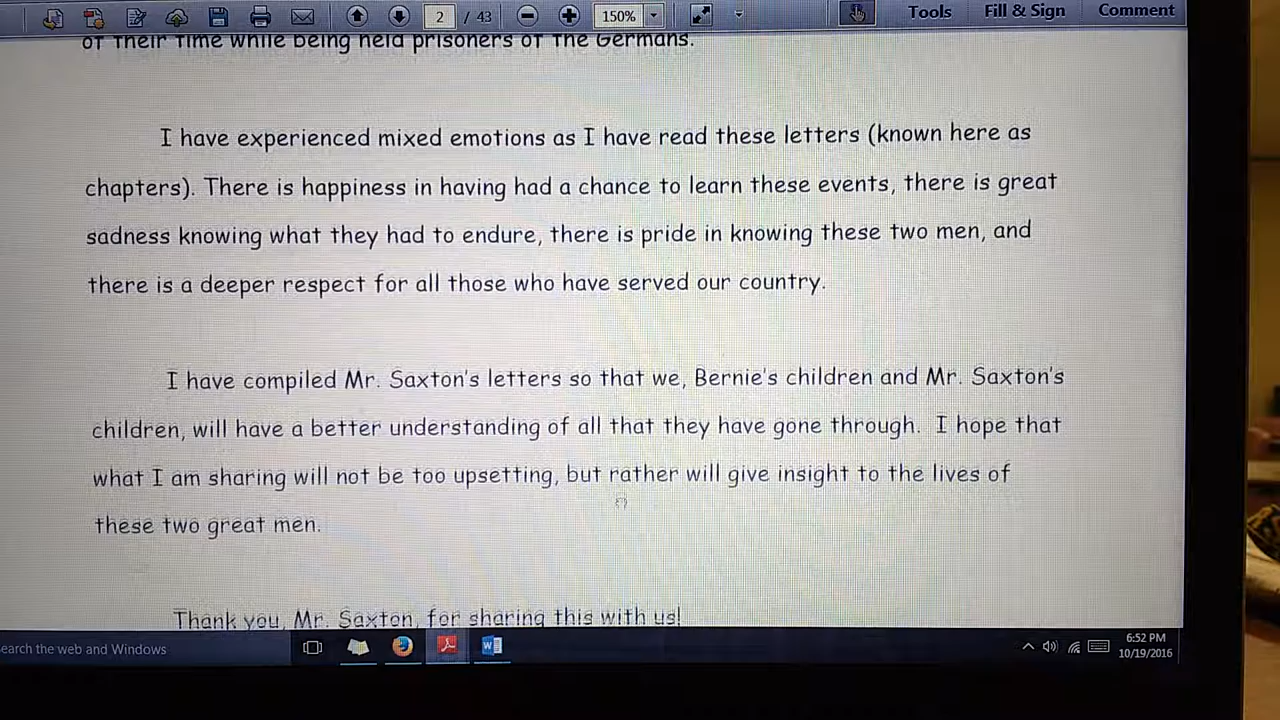 2 / 43 150% Tools Fill & Sign Comment
of their time while being held prisoners of the Germans.
I have experienced mixed emotions as I have read these letters (known here as
chapters). There is happiness in having had a chance to learn these events, there is great
sadness knowing what they had to endure, there is pride in knowing these two men, and
there is a deeper respect for all those who have served our country.
I have compiled Mr. Saxton's letters so that we, Bernie's children and Mr. Saxton's
children, will have a better understanding of all that they have gone through. I hope that
what I am sharing will not be too upsetting, but rather will give insight to the lives of
these two great men.
Thank you, Mr. Saxton, for sharing this with us!
earch the web and Windows
6:52 PM
10/19/2016